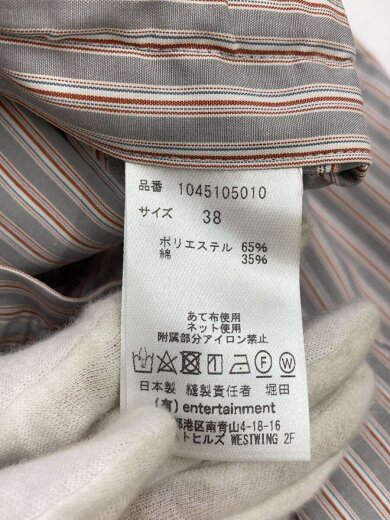 品番 1045105010
サイズ 38
ポリエステル 65%
綿 35%
あて布使用
ネット使用
附属部分アイロン禁止
F W
日本製 縫製責任者 堀田
(有) entertainment
都港区南青山4-18-16
トヒルズ WESTWING 2F